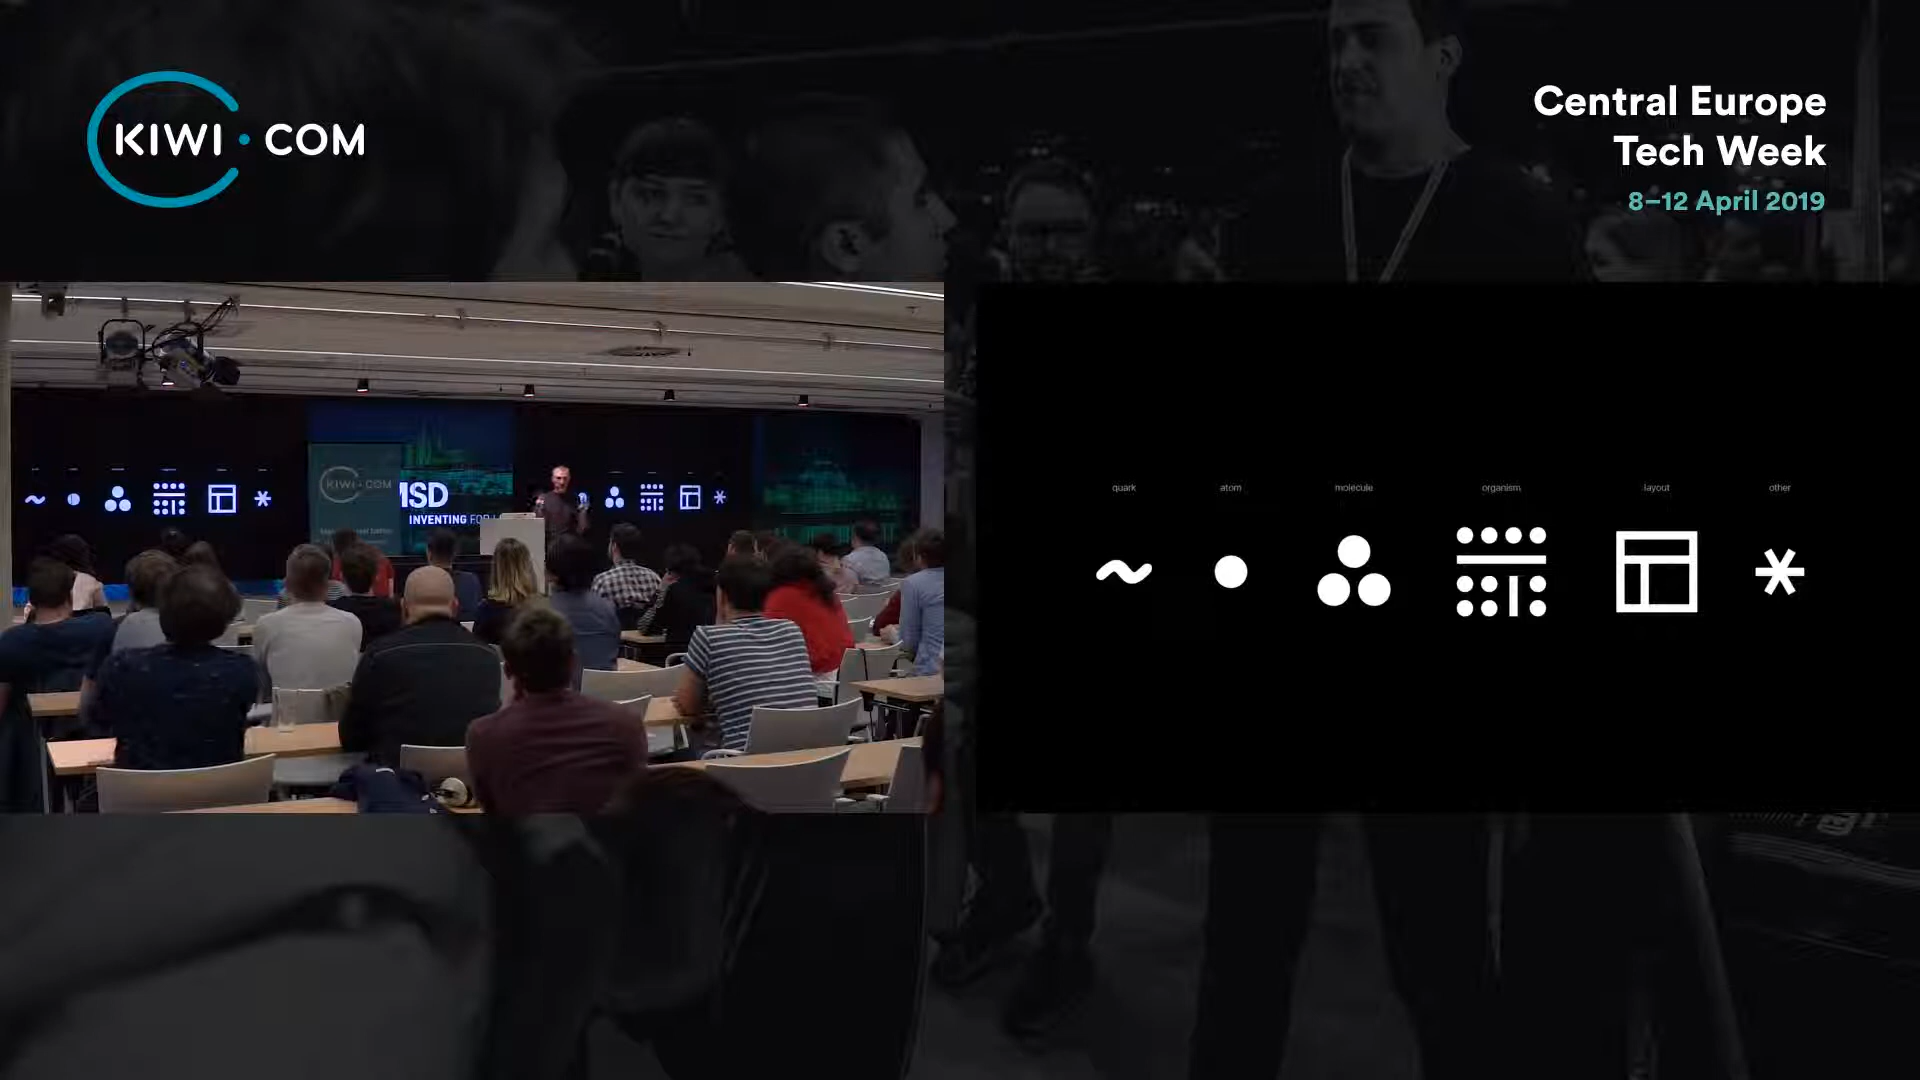 KIWI·COM
Central Europe
Tech Week
8–12 April 2019
KIWI·COM
MSD
INVENTING FOR
quark
atom
molecule
organism
layout
other